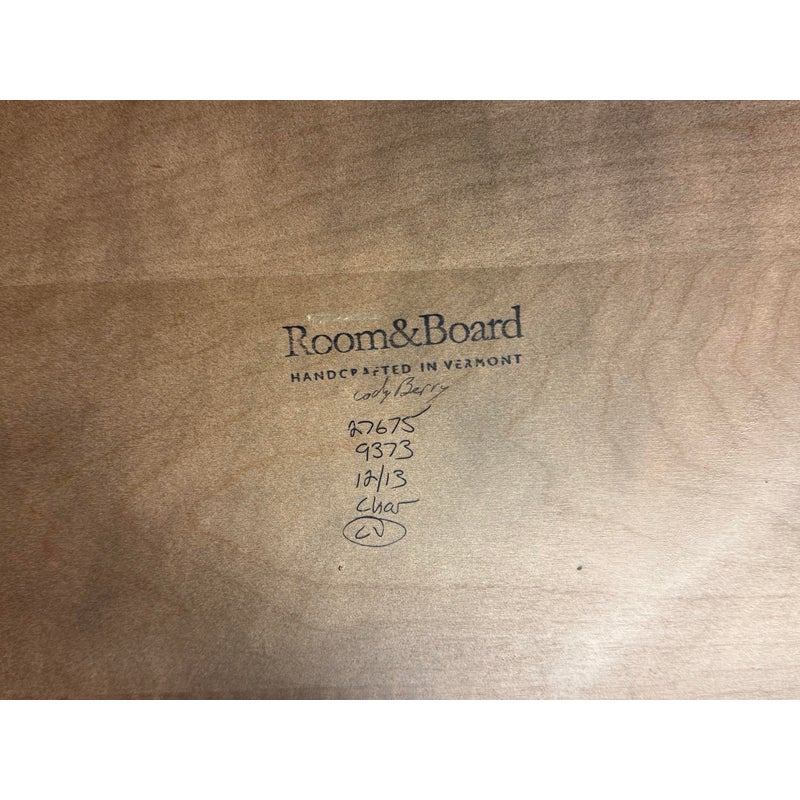 Room&Board
HANDCRAFTED IN VERMONT
Cody Berry
27675
9373
12/13
Char
CV